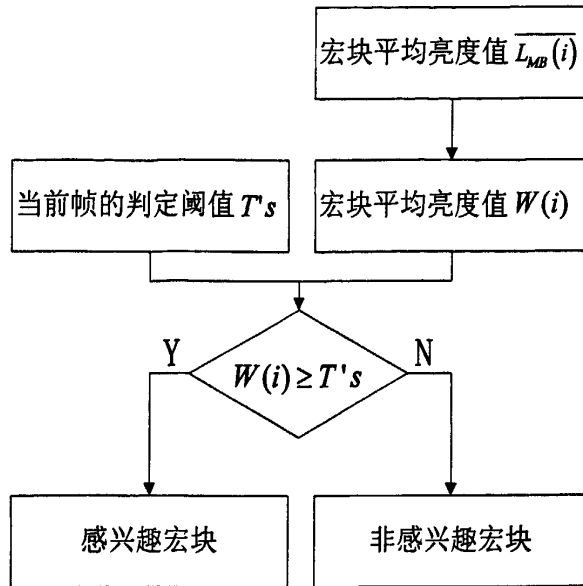 宏块平均亮度值 $\overline{L_{MB}(i)}$
当前帧的判定阈值 T's
宏块平均亮度值 W(i)
Y
N
W(i) ≥ T's
感兴趣宏块
非感兴趣宏块